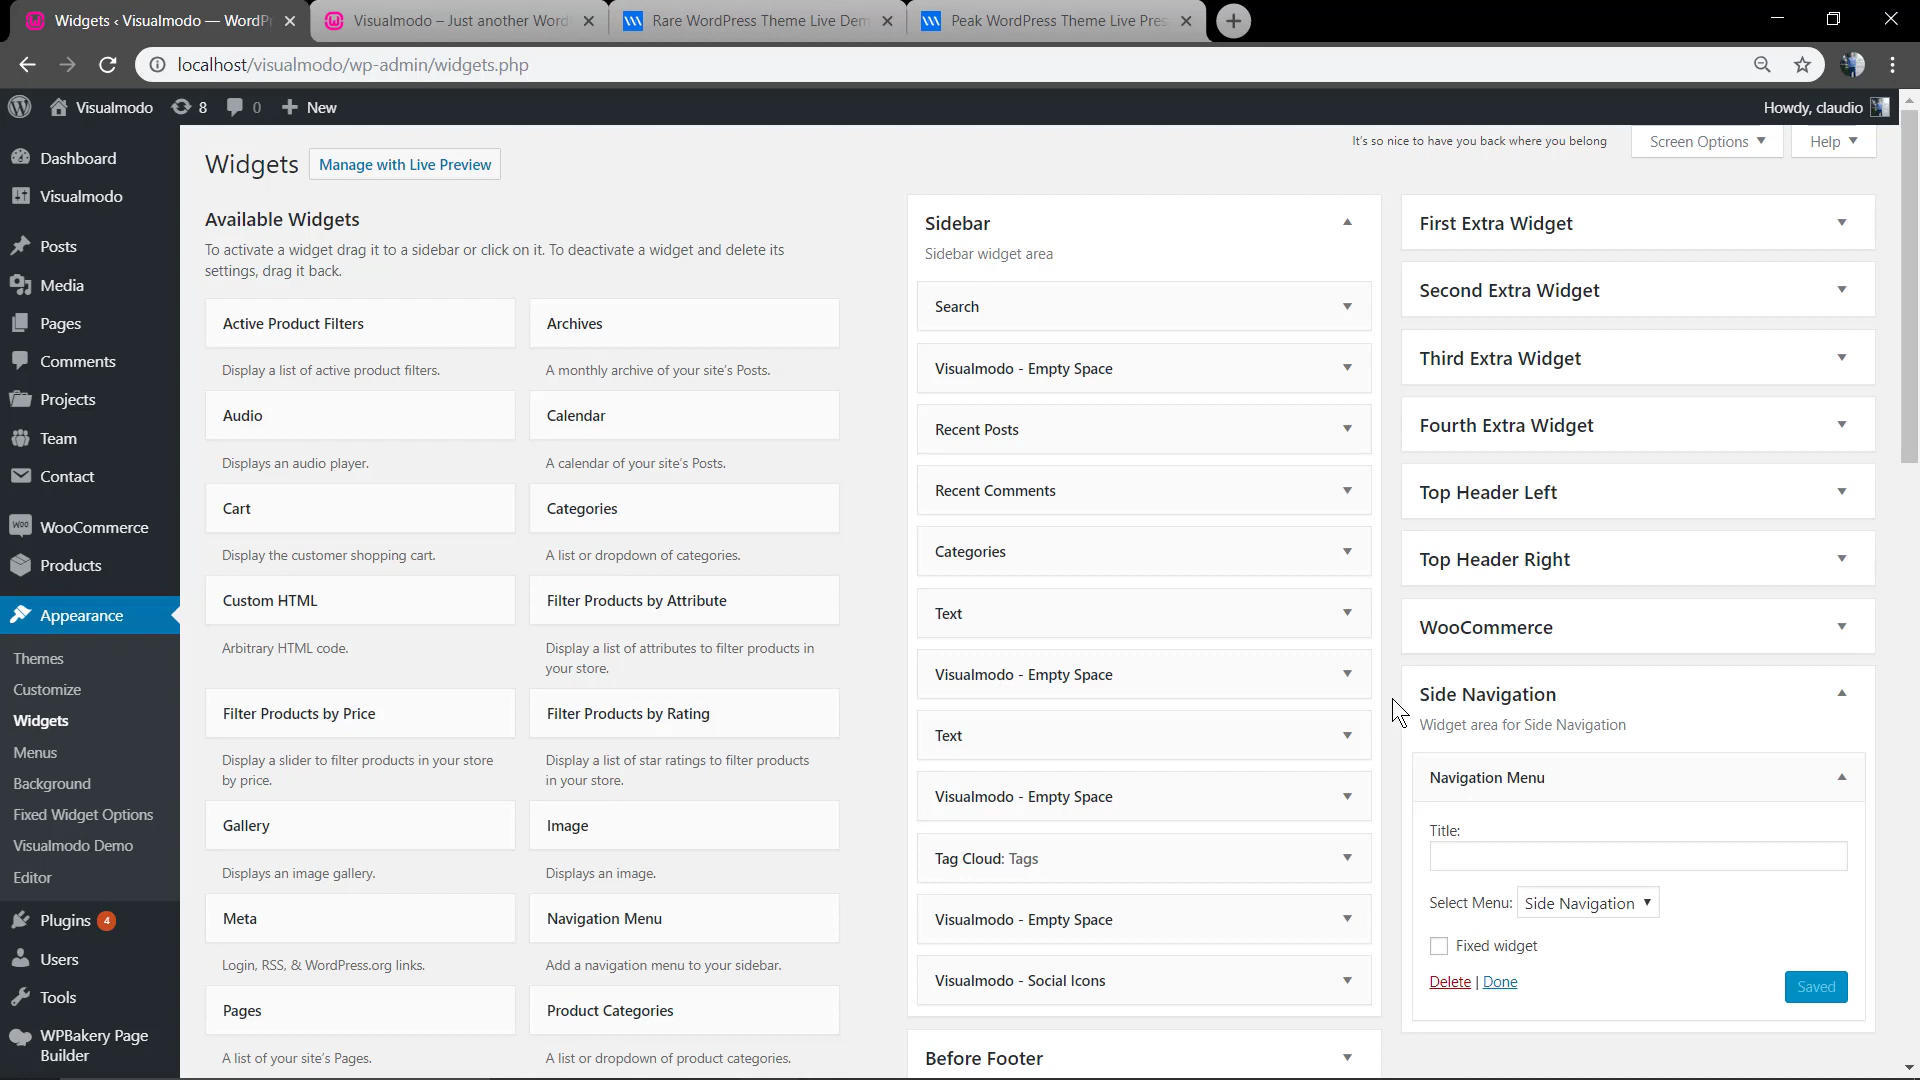 Widgets ‹ Visualmodo — WordP
Visualmodo – Just another Word
Rare WordPress Theme Live Dem
Peak WordPress Theme Live Pres
localhost/visualmodo/wp-admin/widgets.php
Visualmodo
8
0
New
Howdy, claudio
Dashboard
Visualmodo
Posts
Media
Pages
Comments
Projects
Team
Contact
WooCommerce
Products
Appearance
Themes
Customize
Widgets
Menus
Background
Fixed Widget Options
Visualmodo Demo
Editor
Plugins 4
Users
Tools
WPBakery Page
Builder
It's so nice to have you back where you belong
Screen Options
Help
Widgets
Manage with Live Preview
Available Widgets
To activate a widget drag it to a sidebar or click on it. To deactivate a widget and delete its
settings, drag it back.
Active Product Filters
Display a list of active product filters.
Archives
A monthly archive of your site's Posts.
Audio
Displays an audio player.
Calendar
A calendar of your site's Posts.
Cart
Display the customer shopping cart.
Categories
A list or dropdown of categories.
Custom HTML
Arbitrary HTML code.
Filter Products by Attribute
Display a list of attributes to filter products in
your store.
Filter Products by Price
Display a slider to filter products in your store
by price.
Filter Products by Rating
Display a list of star ratings to filter products
in your store.
Gallery
Displays an image gallery.
Image
Displays an image.
Meta
Login, RSS, & WordPress.org links.
Navigation Menu
Add a navigation menu to your sidebar.
Pages
A list of your site's Pages.
Product Categories
A list or dropdown of product categories.
Sidebar
Sidebar widget area
Search
Visualmodo - Empty Space
Recent Posts
Recent Comments
Categories
Text
Visualmodo - Empty Space
Text
Visualmodo - Empty Space
Tag Cloud: Tags
Visualmodo - Empty Space
Visualmodo - Social Icons
Before Footer
First Extra Widget
Second Extra Widget
Third Extra Widget
Fourth Extra Widget
Top Header Left
Top Header Right
WooCommerce
Side Navigation
Widget area for Side Navigation
Navigation Menu
Title:
Select Menu: Side Navigation
Fixed widget
Delete | Done
Saved